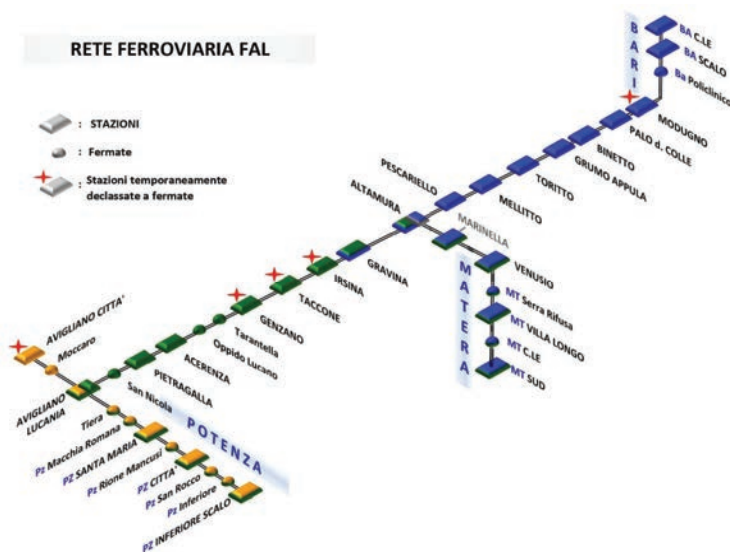 RETE FERROVIARIA FAL
: STAZIONI
: Fermate
: Stazioni temporaneamente
declassate a fermate
BARI
BA C.LE
BA SCALO
Ba Policlinico
MODUGNO
PALO d. COLLE
BINETTO
GRUMO APPULA
TORITTO
MELLITTO
PESCARIELLO
ALTAMURA
MARINELLA
VENUSIO
MATERA
MT Serra Rifusa
MT VILLA LONGO
MT C.LE
MT SUD
GRAVINA
IRSINA
TACCONE
GENZANO
Tarantella
Oppido Lucano
ACERENZA
PIETRAGALLA
San Nicola
AVIGLIANO CITTA'
Moccaro
AVIGLIANO
LUCANIA
POTENZA
Tiera
Pz Macchia Romana
PZ SANTA MARIA
Pz Rione Mancusi
PZ CITTA'
Pz San Rocco
Pz Inferiore
PZ INFERIORE SCALO